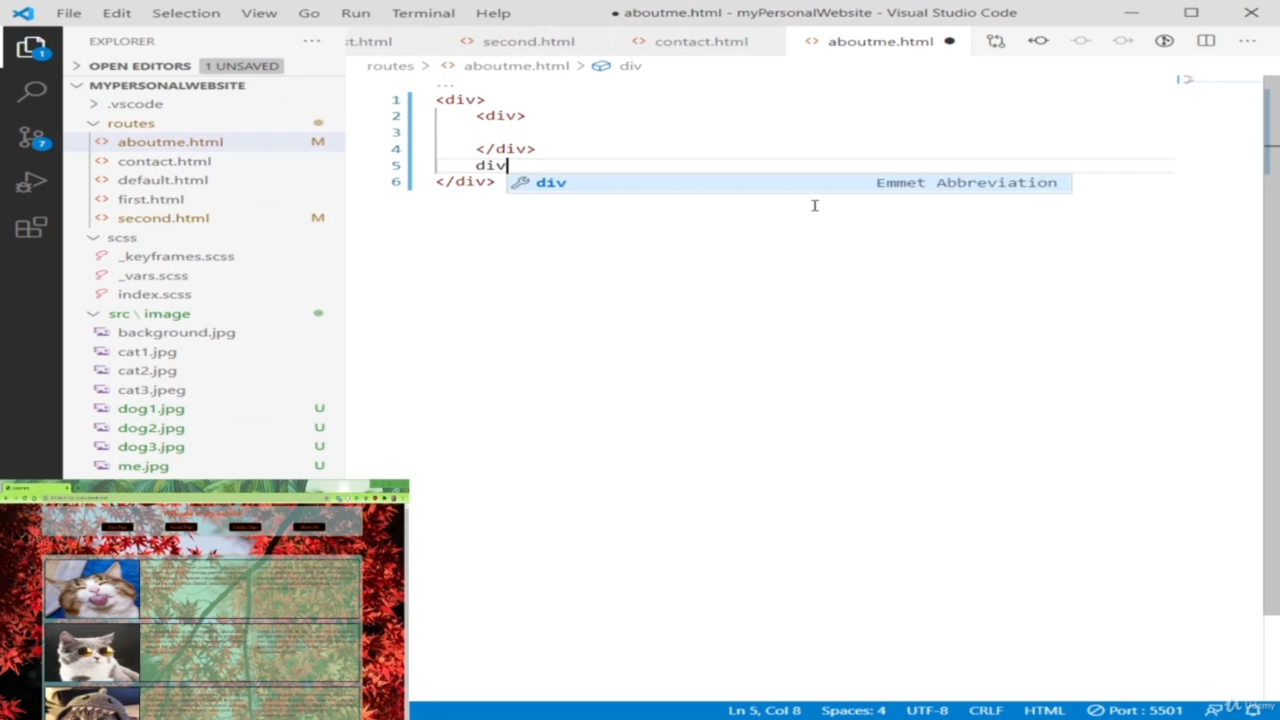 File Edit Selection View Go Run Terminal Help
● aboutme.html - myPersonalWebsite - Visual Studio Code
EXPLORER ...
st.html <> second.html <> contact.html <> aboutme.html ●
OPEN EDITORS 1 UNSAVED
routes > <> aboutme.html > div
MYPERSONALWEBSITE
.vscode
routes
aboutme.html M
contact.html
default.html
first.html
second.html M
scss
_keyframes.scss
_vars.scss
index.scss
src \ image
background.jpg
cat1.jpg
cat2.jpg
cat3.jpeg
dog1.jpg U
dog2.jpg U
dog3.jpg U
me.jpg U
1 <div>
2 <div>
3
4 </div>
5 div
6 </div>
div Emmet Abbreviation
Ln 5, Col 8 Spaces: 4 UTF-8 CRLF HTML Port : 5501
Udemy